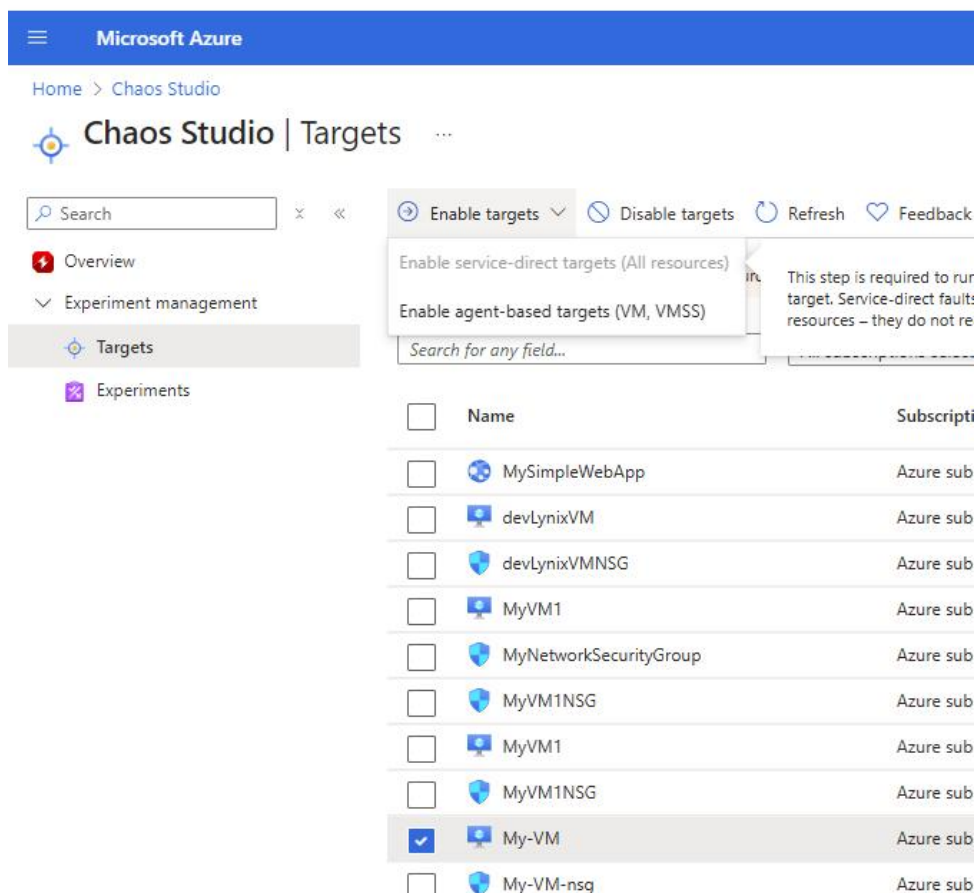 Microsoft Azure
Home > Chaos Studio
Chaos Studio | Targets ...
Search
Overview
Experiment management
Targets
Experiments
Enable targets Disable targets Refresh Feedback
Enable service-direct targets (All resources)
Enable agent-based targets (VM, VMSS)
This step is required to run
target. Service-direct faults
resources – they do not re
Search for any field...
Name Subscripti
MySimpleWebApp Azure sub
devLynixVM Azure sub
devLynixVMNSG Azure sub
MyVM1 Azure sub
MyNetworkSecurityGroup Azure sub
MyVM1NSG Azure sub
MyVM1 Azure sub
MyVM1NSG Azure sub
My-VM Azure sub
My-VM-nsg Azure sub